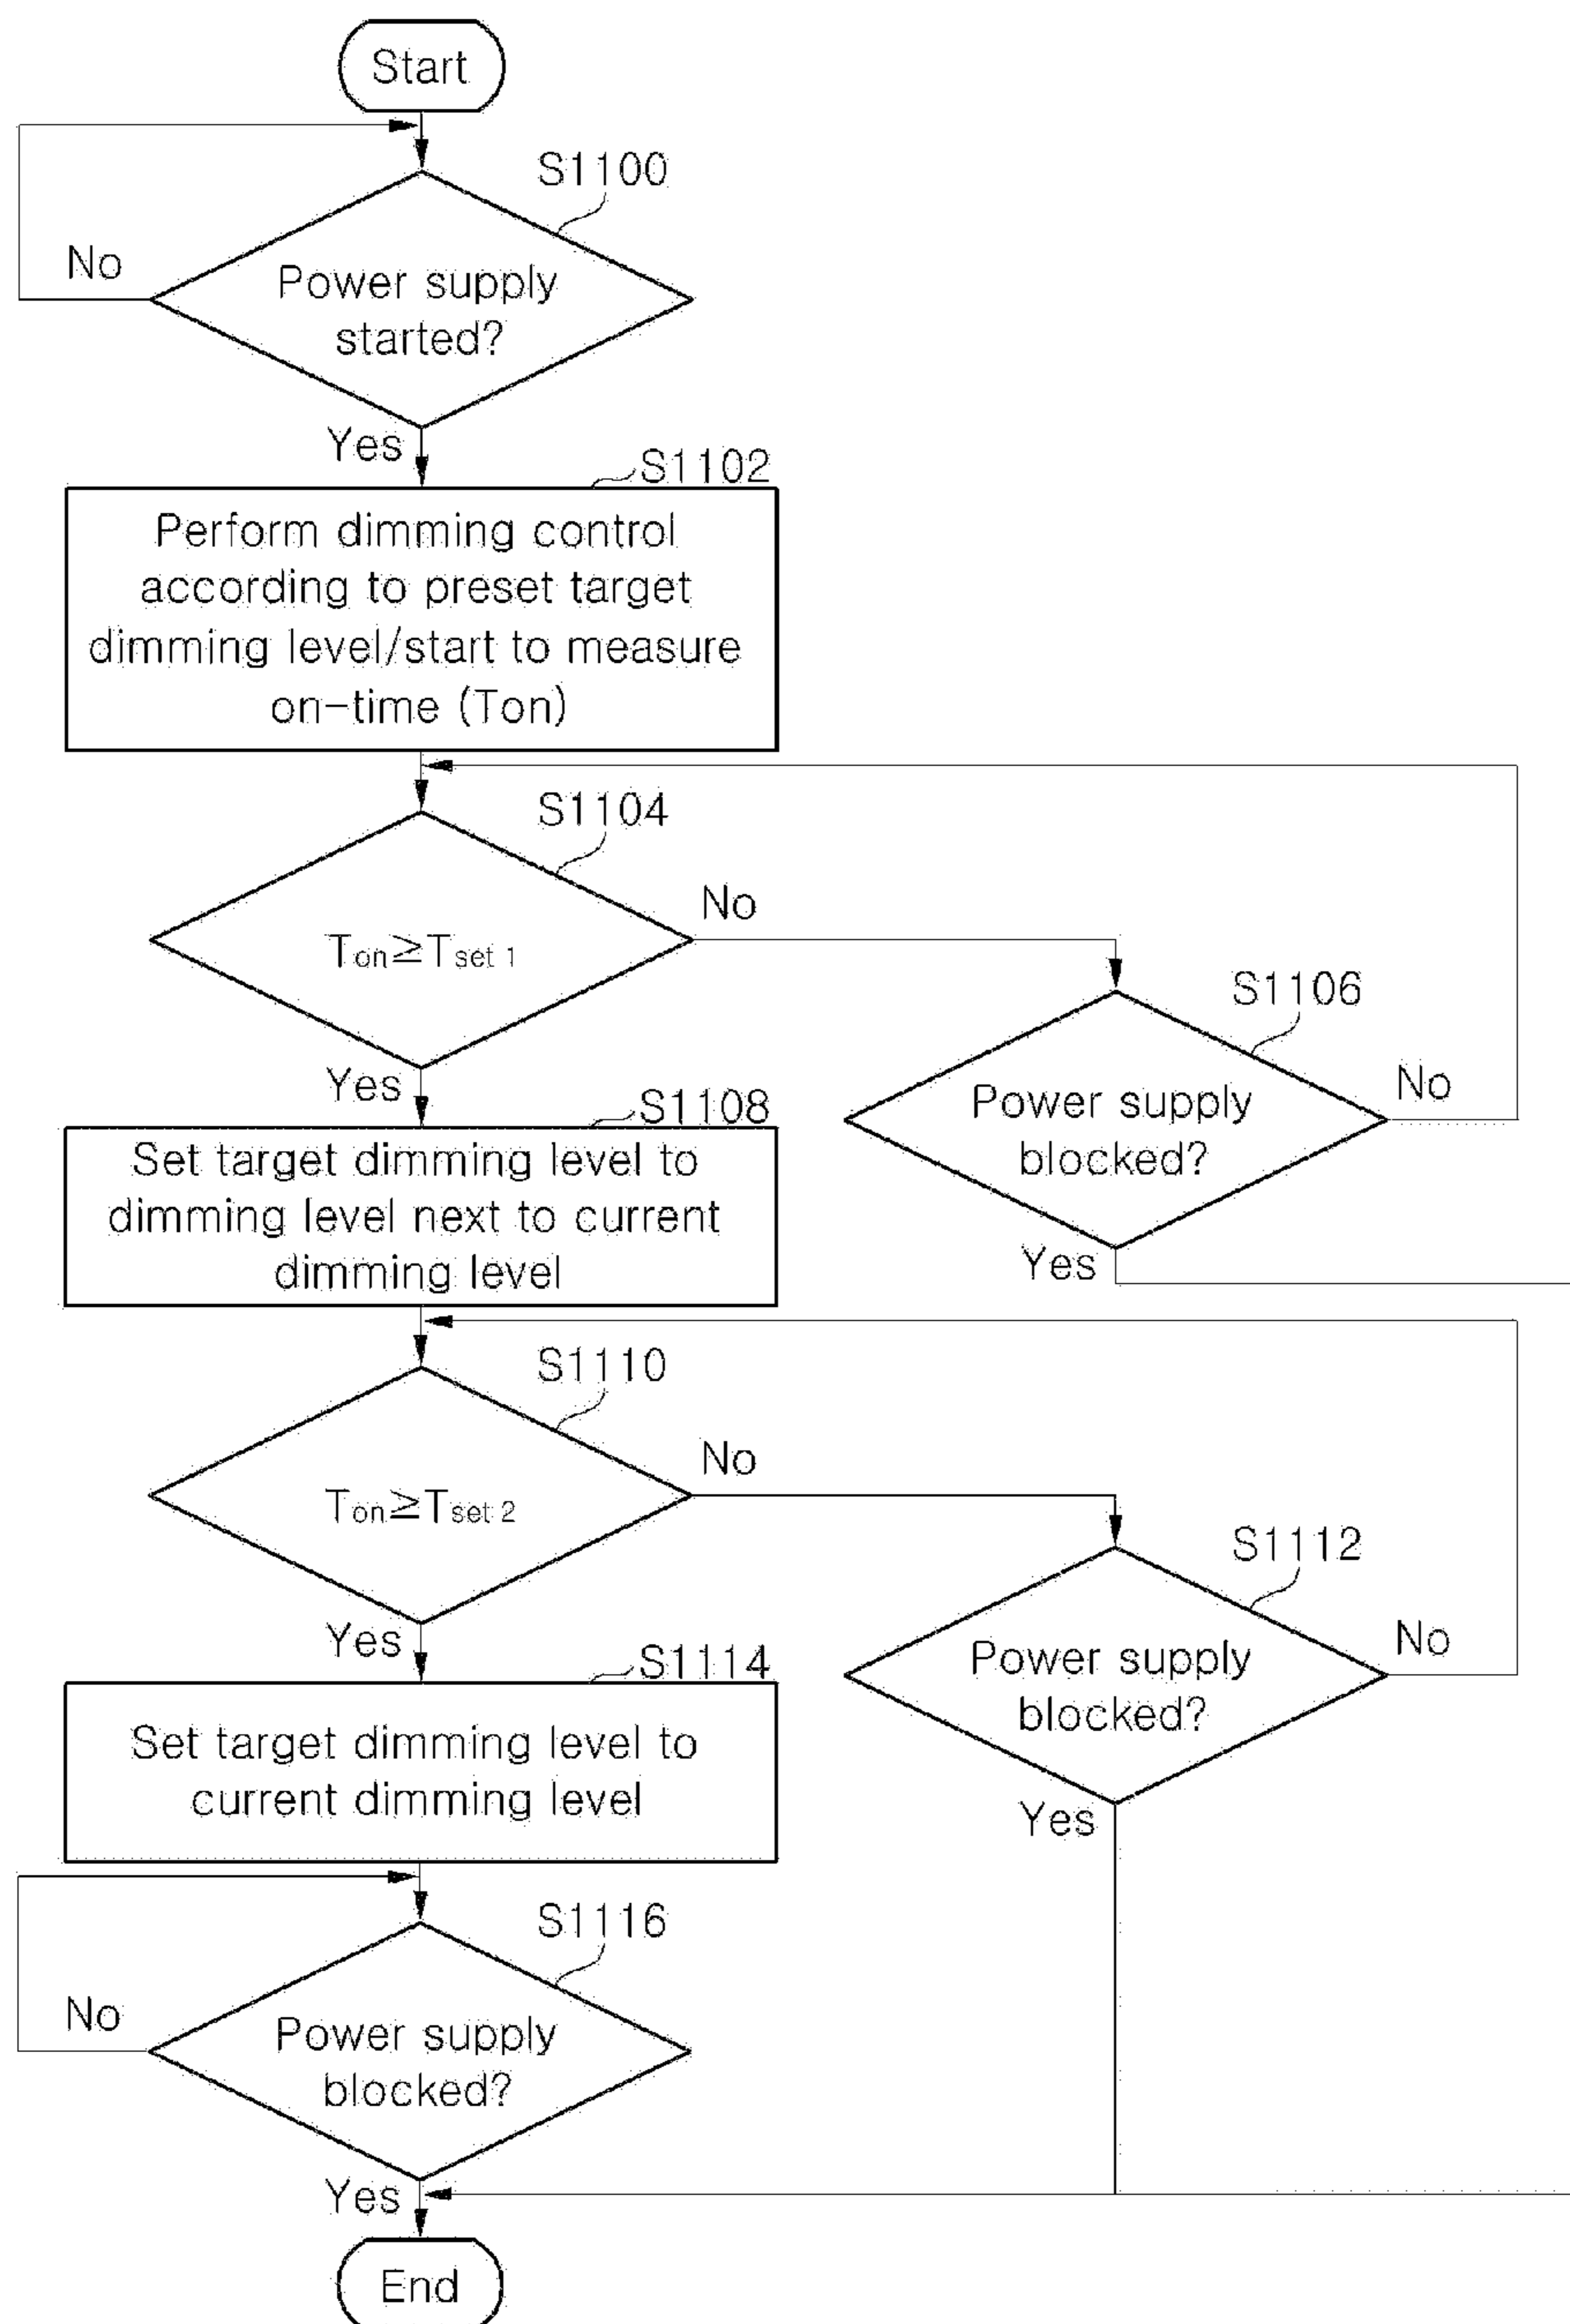 Start
S1100
No
Power supply
started?
Yes
S1102
Perform dimming control
according to preset target
dimming level/start to measure
on-time (Ton)
S1104
No
Ton≥Tset 1
S1106
Yes
No
Power supply
blocked?
Yes
S1108
Set target dimming level to
dimming level next to current
dimming level
S1110
No
Ton≥Tset 2
S1112
Yes
No
Power supply
blocked?
Yes
S1114
Set target dimming level to
current dimming level
S1116
No
Power supply
blocked?
Yes
End